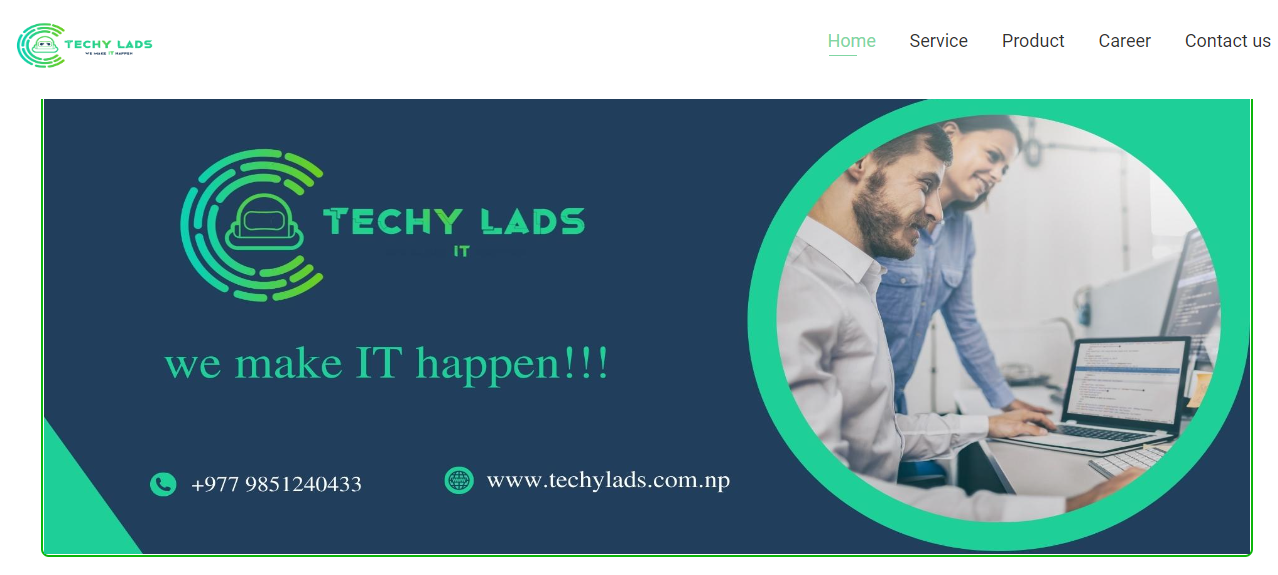 TECHY LADS
WE MAKE IT HAPPEN
Home
Service
Product
Career
Contact us
TECHY LADS
IT
we make IT happen!!!
+977 9851240433
www.techylads.com.np